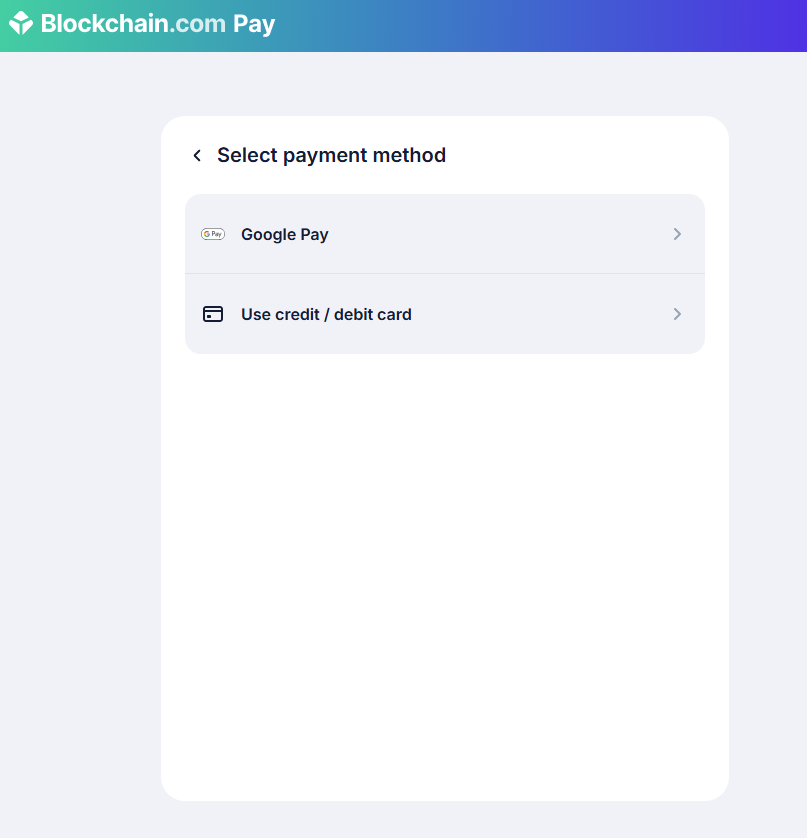 Blockchain.com Pay
Select payment method
G Pay
Google Pay
Use credit / debit card